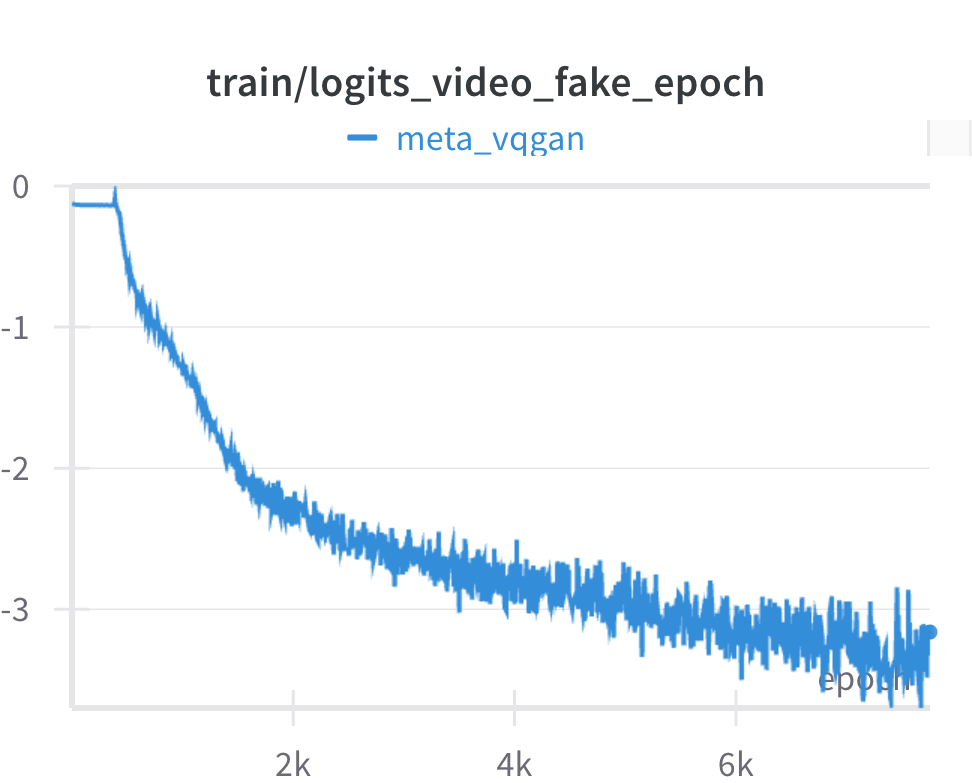 train/logits_video_fake_epoch
meta_vqgan
0
-1
-2
-3
epoch
2k
4k
6k